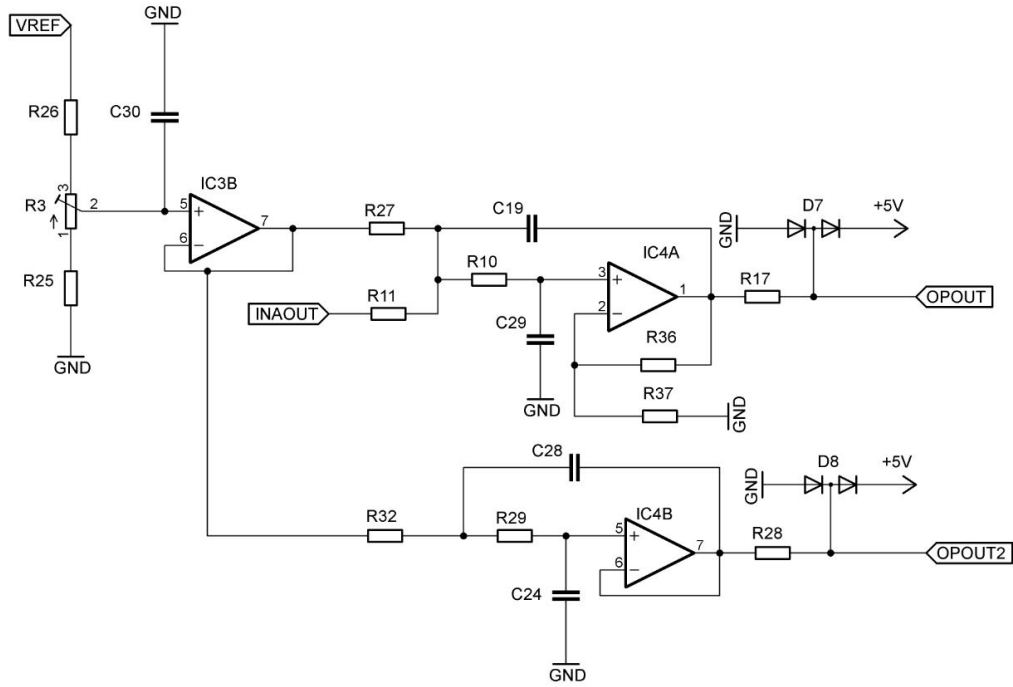 GND
VREF
R26
C30
3
R3
2
1
R25
GND
IC3B
5
+
6
−
7
R27
C19
D7
+5V
GND
IC4A
R10
3
+
2
−
1
R17
OPOUT
INAOUT
R11
C29
GND
R36
R37
GND
C28
D8
+5V
GND
IC4B
R32
R29
5
+
6
−
7
R28
OPOUT2
C24
GND